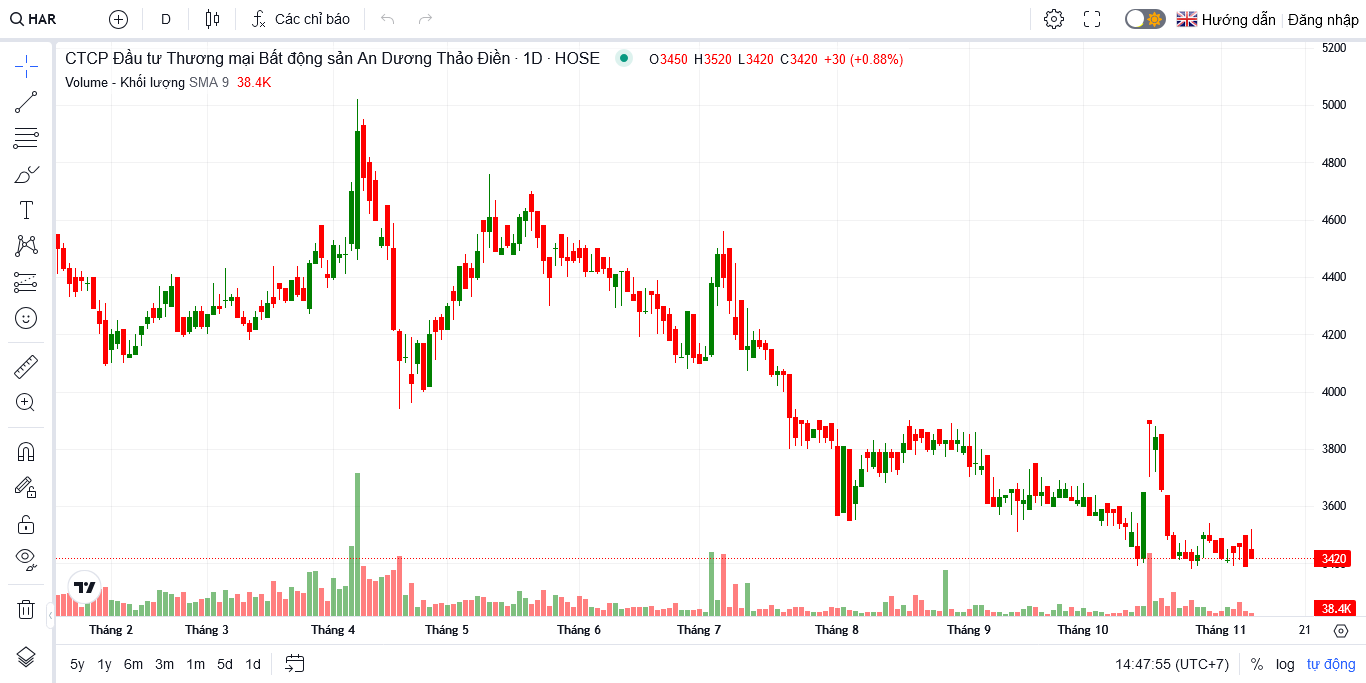 HAR D Các chỉ báo Hướng dẫn Đăng nhập
CTCP Đầu tư Thương mại Bất động sản An Dương Thảo Điền · 1D · HOSE O3450 H3520 L3420 C3420 +30 (+0.88%)
Volume - Khối lượng SMA 9 38.4K
5200
5000
4800
4600
4400
4200
4000
3800
3600
3420
38.4K
Tháng 2 Tháng 3 Tháng 4 Tháng 5 Tháng 6 Tháng 7 Tháng 8 Tháng 9 Tháng 10 Tháng 11 21
5y 1y 6m 3m 1m 5d 1d 14:47:55 (UTC+7) % log tự động